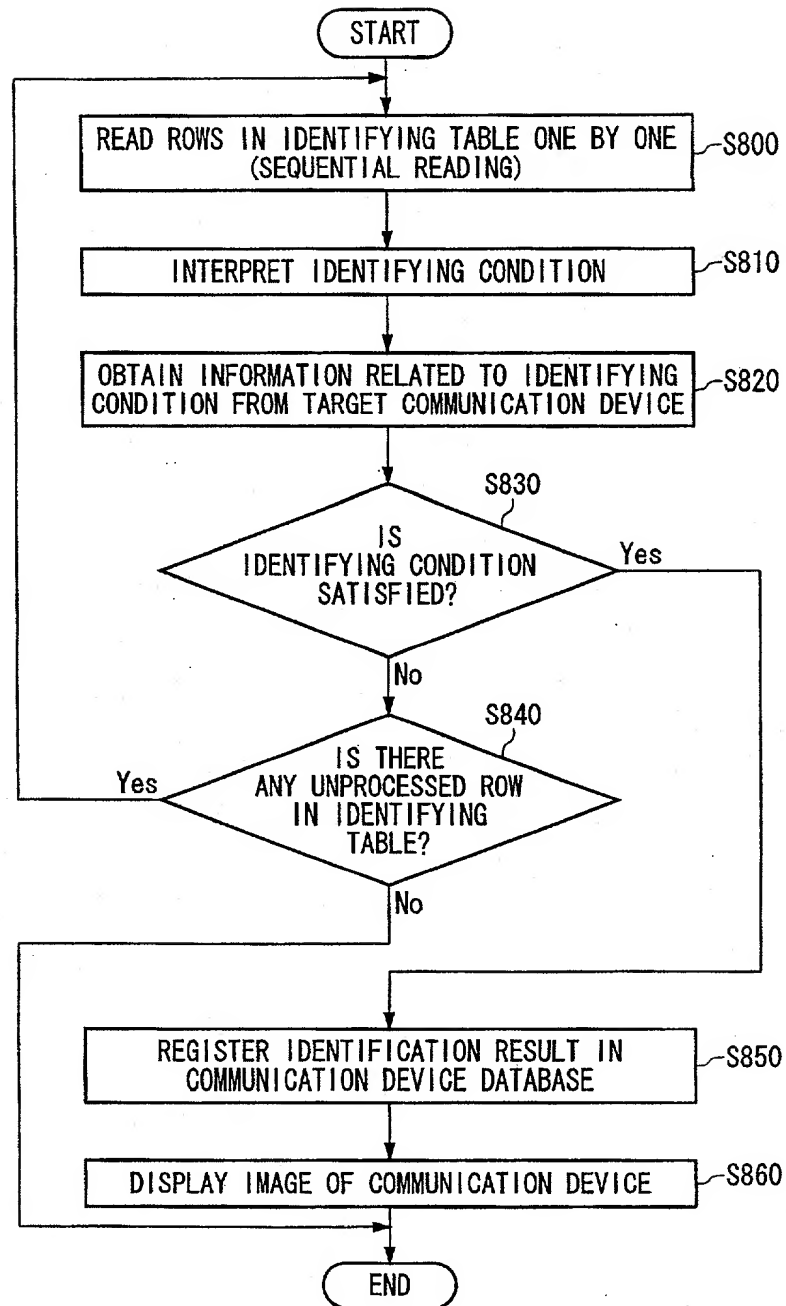 START
READ ROWS IN IDENTIFYING TABLE ONE BY ONE
(SEQUENTIAL READING)
S800
INTERPRET IDENTIFYING CONDITION
S810
OBTAIN INFORMATION RELATED TO IDENTIFYING
CONDITION FROM TARGET COMMUNICATION DEVICE
S820
S830
IS
IDENTIFYING CONDITION
SATISFIED?
Yes
No
S840
IS THERE
ANY UNPROCESSED ROW
IN IDENTIFYING
TABLE?
Yes
No
REGISTER IDENTIFICATION RESULT IN
COMMUNICATION DEVICE DATABASE
S850
DISPLAY IMAGE OF COMMUNICATION DEVICE
S860
END